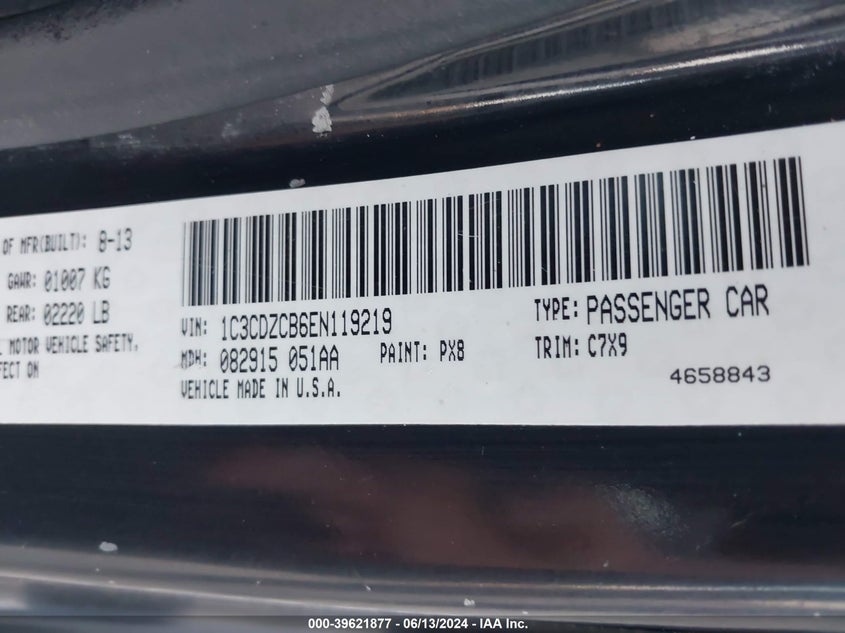 OF MFR(BUILT): 8-13
GAWR: 01007 KG
REAR: 02220 LB
MOTOR VEHICLE SAFETY.
ON
VIN: 1C3CDZCB6EN119219
TYPE: PASSENGER CAR
MDH: 082915 051AA
PAINT: PX8
TRIM: C7X9
VEHICLE MADE IN U.S.A.
4658843
000-39621877 - 06/13/2024 - IAA Inc.